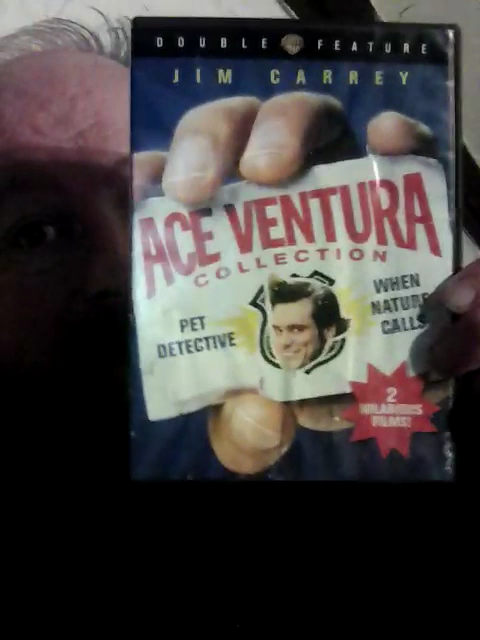 DOUBLE FEATURE
JIM CARREY
ACE VENTURA
COLLECTION
PET
DETECTIVE
WHEN
NATURE
CALLS
2
HILARIOUS
FILMS!